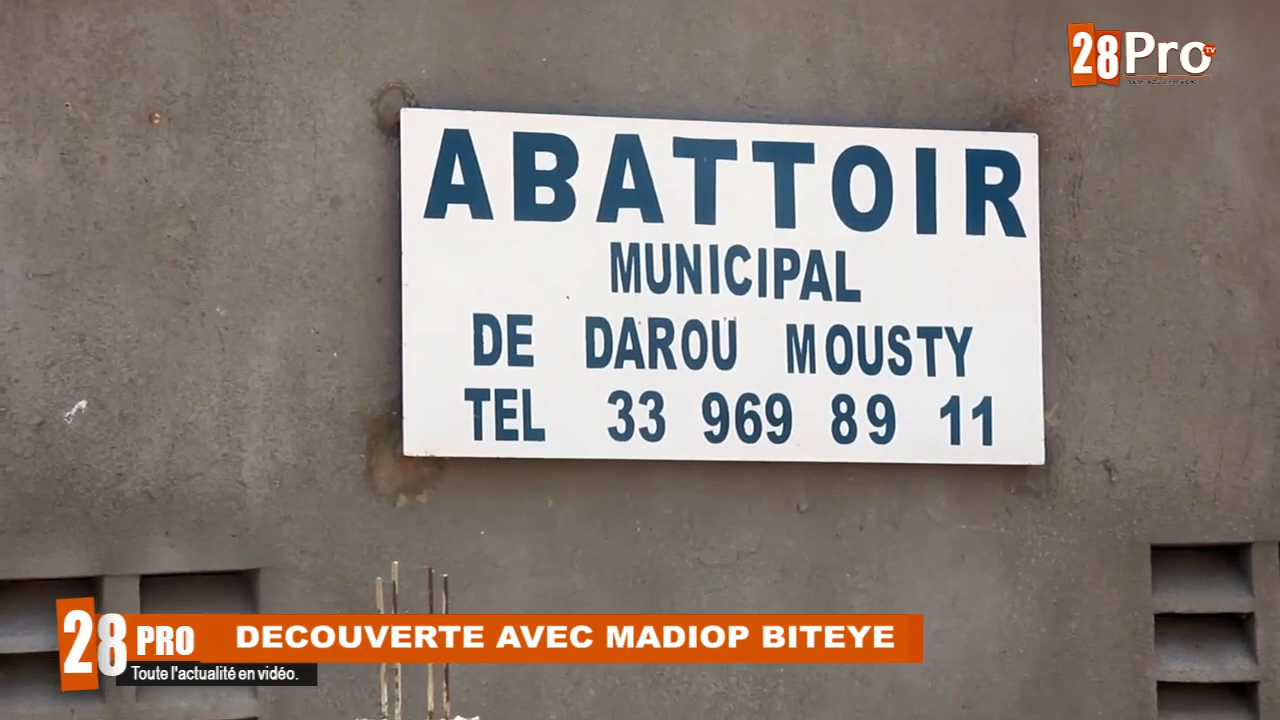 28Pro TV
ABATTOIR
MUNICIPAL
DE DAROU MOUSTY
TEL 33 969 89 11
28 PRO
DECOUVERTE AVEC MADIOP BITEYE
Toute l'actualité en vidéo.